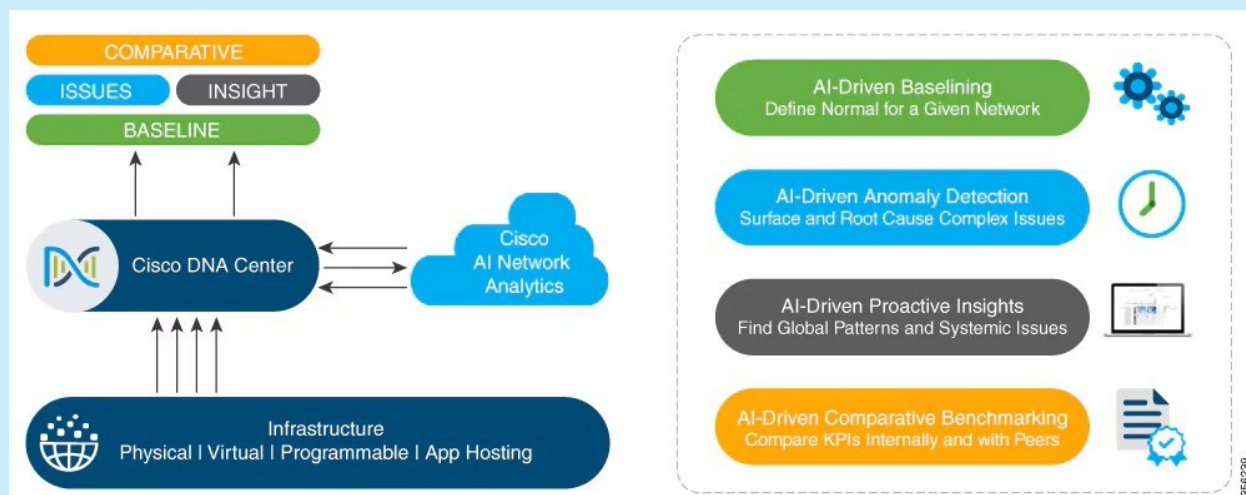 COMPARATIVE
ISSUES
INSIGHT
BASELINE
Cisco DNA Center
Cisco
AI Network
Analytics
Infrastructure
Physical | Virtual | Programmable | App Hosting
AI-Driven Baselining
Define Normal for a Given Network
AI-Driven Anomaly Detection
Surface and Root Cause Complex Issues
AI-Driven Proactive Insights
Find Global Patterns and Systemic Issues
AI-Driven Comparative Benchmarking
Compare KPIs Internally and with Peers